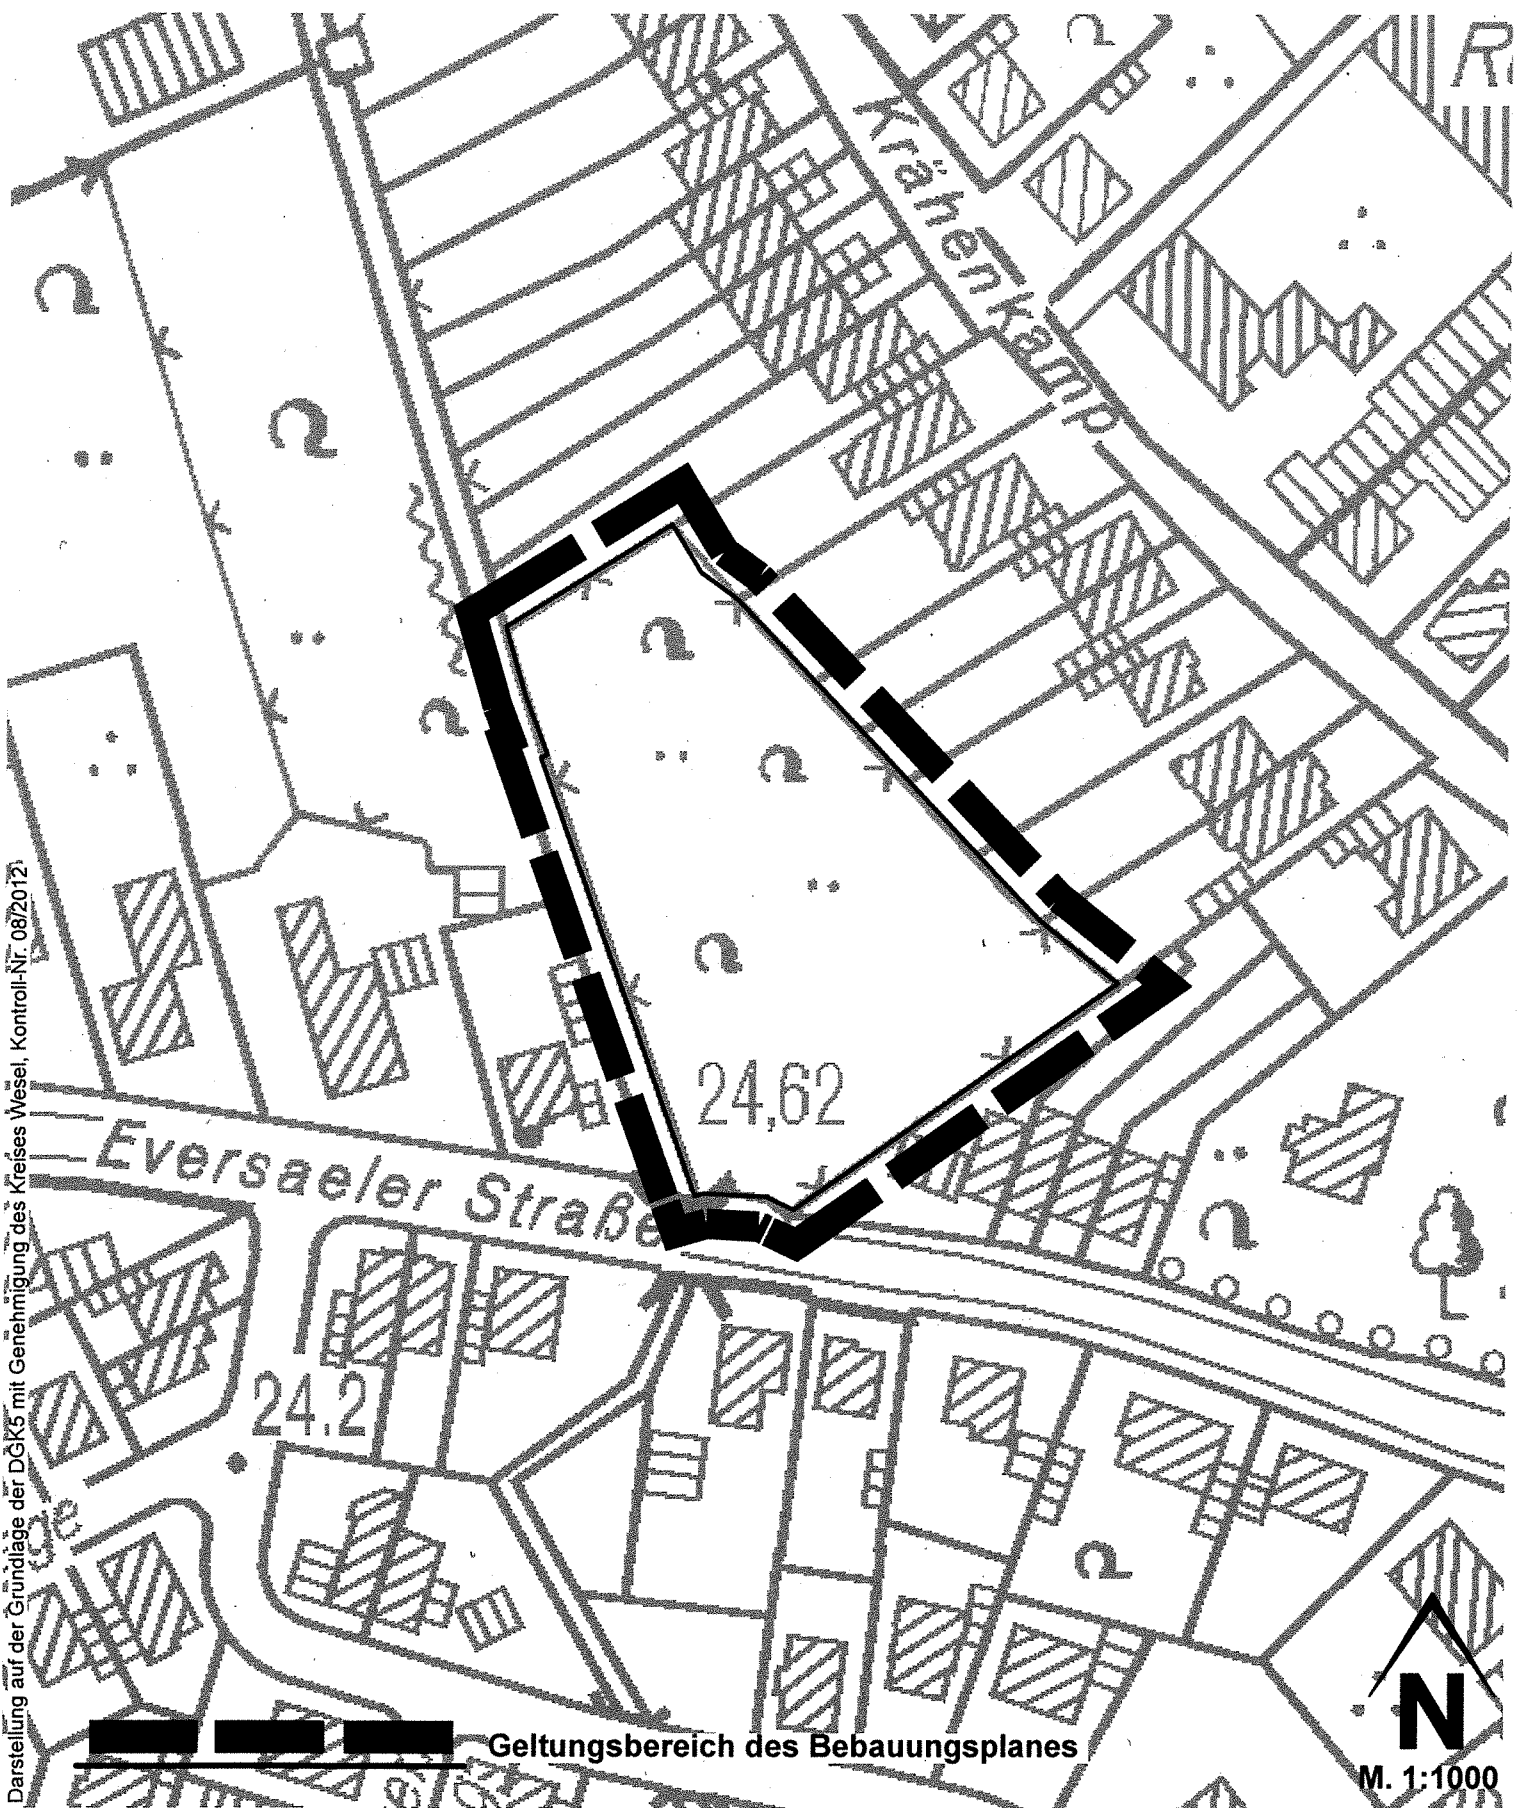 Krähenkamp
24,62
Eversaeler Straße
24.2
Darstellung auf der Grundlage der DGK5 mit Genehmigung des Kreises Wesel, Kontroll-Nr. 08/2012)
Geltungsbereich des Bebauungsplanes
N
M. 1:1000